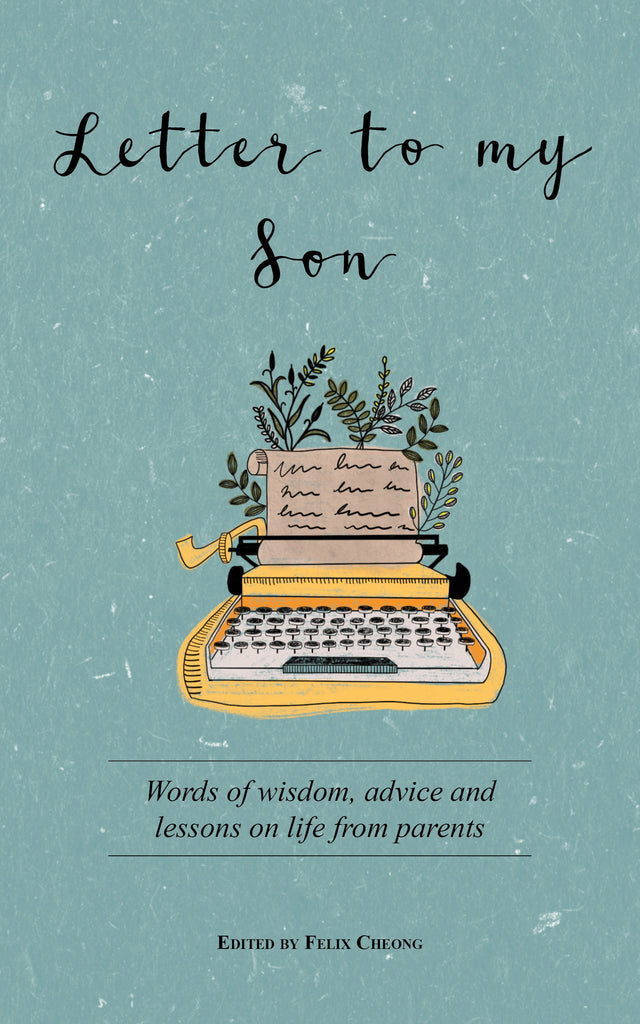 Letter to my
Son
Words of wisdom, advice and
lessons on life from parents
Edited by Felix Cheong